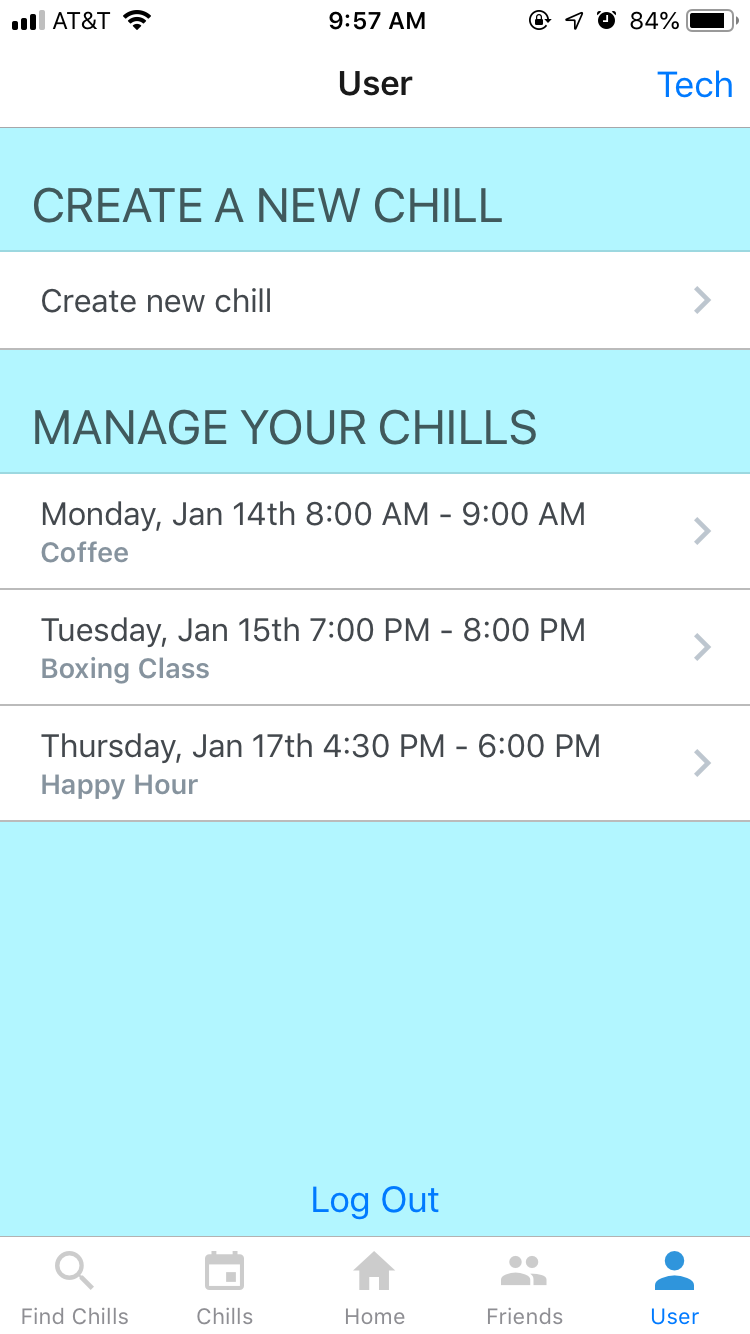 AT&T 9:57 AM 84%
User Tech
CREATE A NEW CHILL
Create new chill
MANAGE YOUR CHILLS
Monday, Jan 14th 8:00 AM - 9:00 AM
Coffee
Tuesday, Jan 15th 7:00 PM - 8:00 PM
Boxing Class
Thursday, Jan 17th 4:30 PM - 6:00 PM
Happy Hour
Log Out
Find Chills Chills Home Friends User